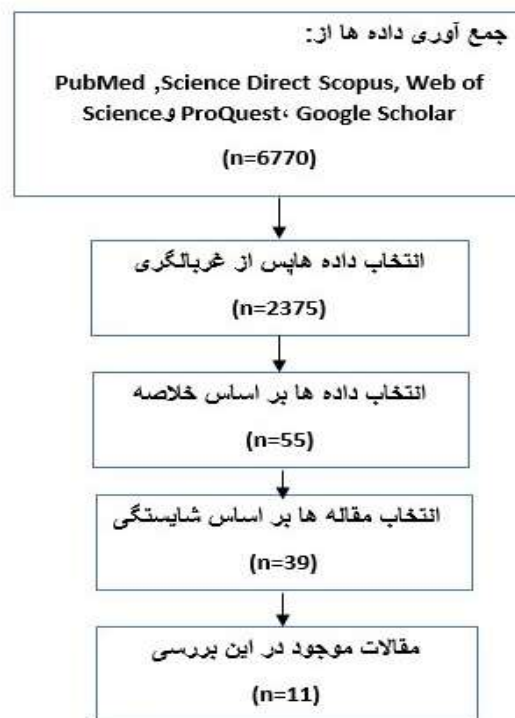 جمع آوری داده ها از:
PubMed ,Science Direct Scopus, Web of
Scienceو ProQuest، Google Scholar
(n=6770)
انتخاب داده هاپس از غربالگری
(n=2375)
انتخاب داده ها بر اساس خلاصه
(n=55)
انتخاب مقاله ها بر اساس شایستگی
(n=39)
مقالات موجود در این بررسی
(n=11)